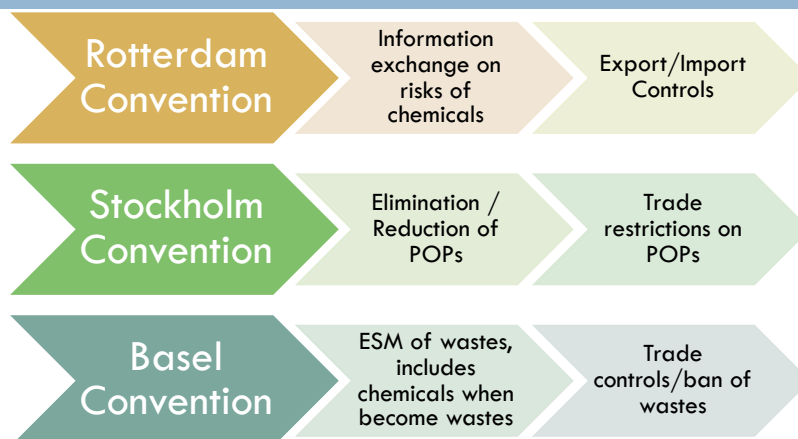 Rotterdam
Convention
Information
exchange on
risks of
chemicals
Export/Import
Controls
Stockholm
Convention
Elimination /
Reduction of
POPs
Trade
restrictions on
POPs
Basel
Convention
ESM of wastes,
includes
chemicals when
become wastes
Trade
controls/ban of
wastes